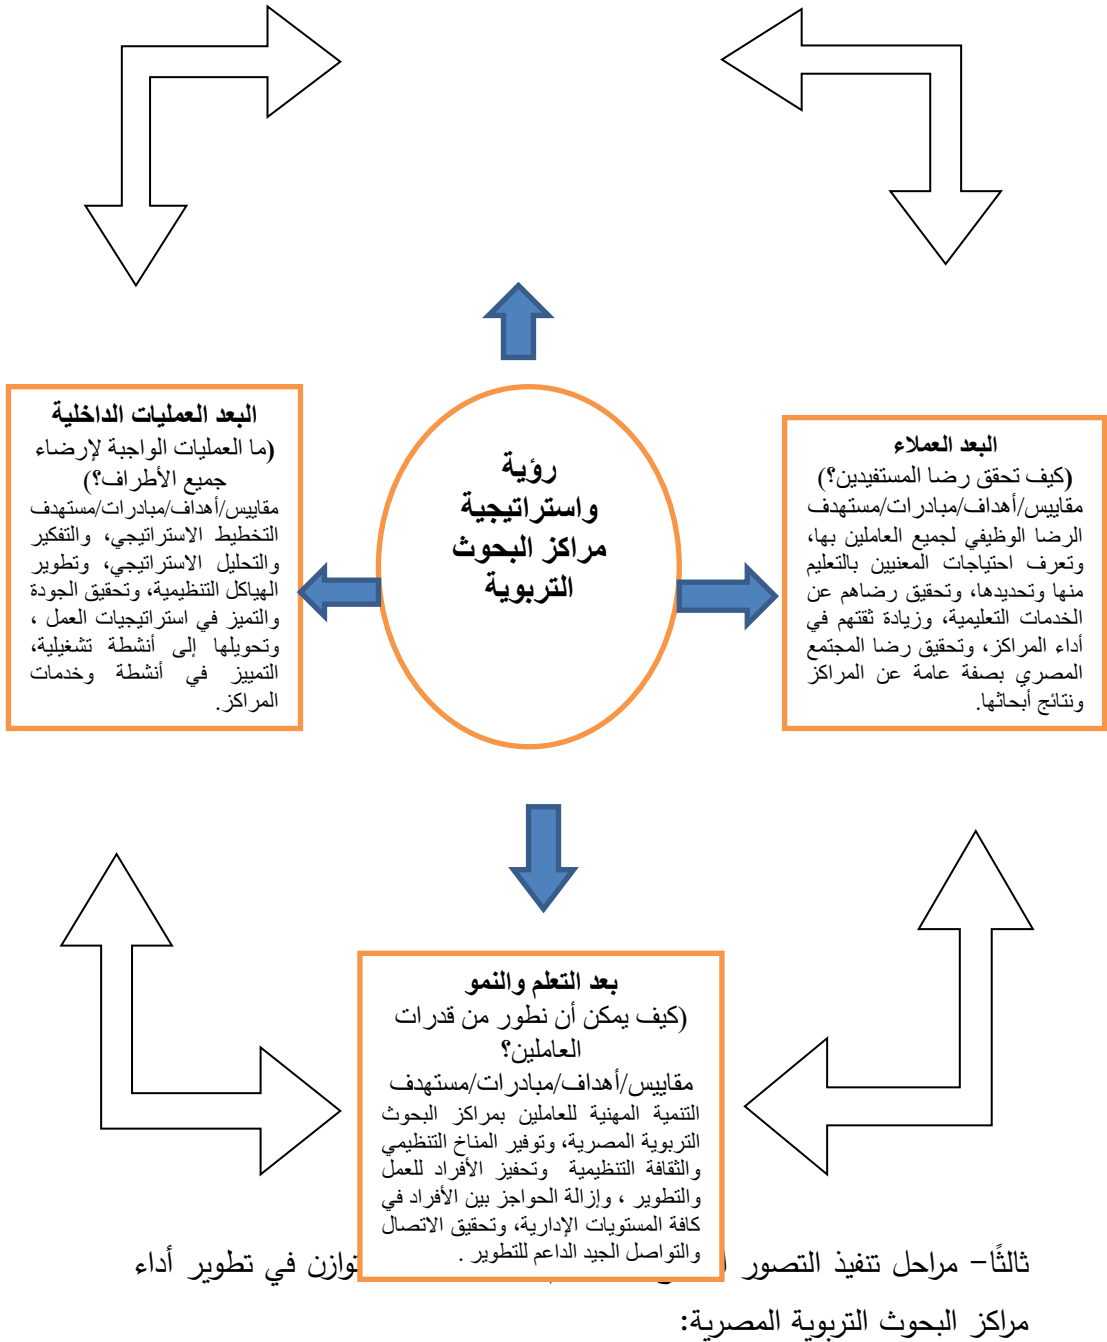 البعد العملاء
(كيف تحقق رضا المستفيدين؟)
مقاييس/أهداف/مبادرات/مستهدف
الرضا الوظيفي لجميع العاملين بها،
وتعرف احتياجات المعنيين بالتعليم
منها وتحديدها، وتحقيق رضاهم عن
الخدمات التعليمية، وزيادة ثقتهم في
أداء المراكز، وتحقيق رضا المجتمع
المصري بصفة عامة عن المراكز
ونتائج أبحاثها.
رؤية
واستراتيجية
مراكز البحوث
التربوية
البعد العمليات الداخلية
(ما العمليات الواجبة لإرضاء
جميع الأطراف؟)
مقاييس/أهداف/مبادرات/مستهدف
التخطيط الاستراتيجي، والتفكير
والتحليل الاستراتيجي، وتطوير
الهياكل التنظيمية، وتحقيق الجودة
والتميز في استراتيجيات العمل ،
وتحويلها إلى أنشطة تشغيلية،
التمييز في أنشطة وخدمات
المراكز.
بعد التعلم والنمو
(كيف يمكن أن نطور من قدرات
العاملين؟
مقاييس/أهداف/مبادرات/مستهدف
التنمية المهنية للعاملين بمراكز البحوث
التربوية المصرية، وتوفير المناخ التنظيمي
والثقافة التنظيمية وتحفيز الأفراد للعمل
والتطوير ، وإزالة الحواجز بين الأفراد في
كافة المستويات الإدارية، وتحقيق الاتصال
والتواصل الجيد الداعم للتطوير .
ثالثًا- مراحل تنفيذ التصور في تطوير أداء
مراكز البحوث التربوية المصرية: